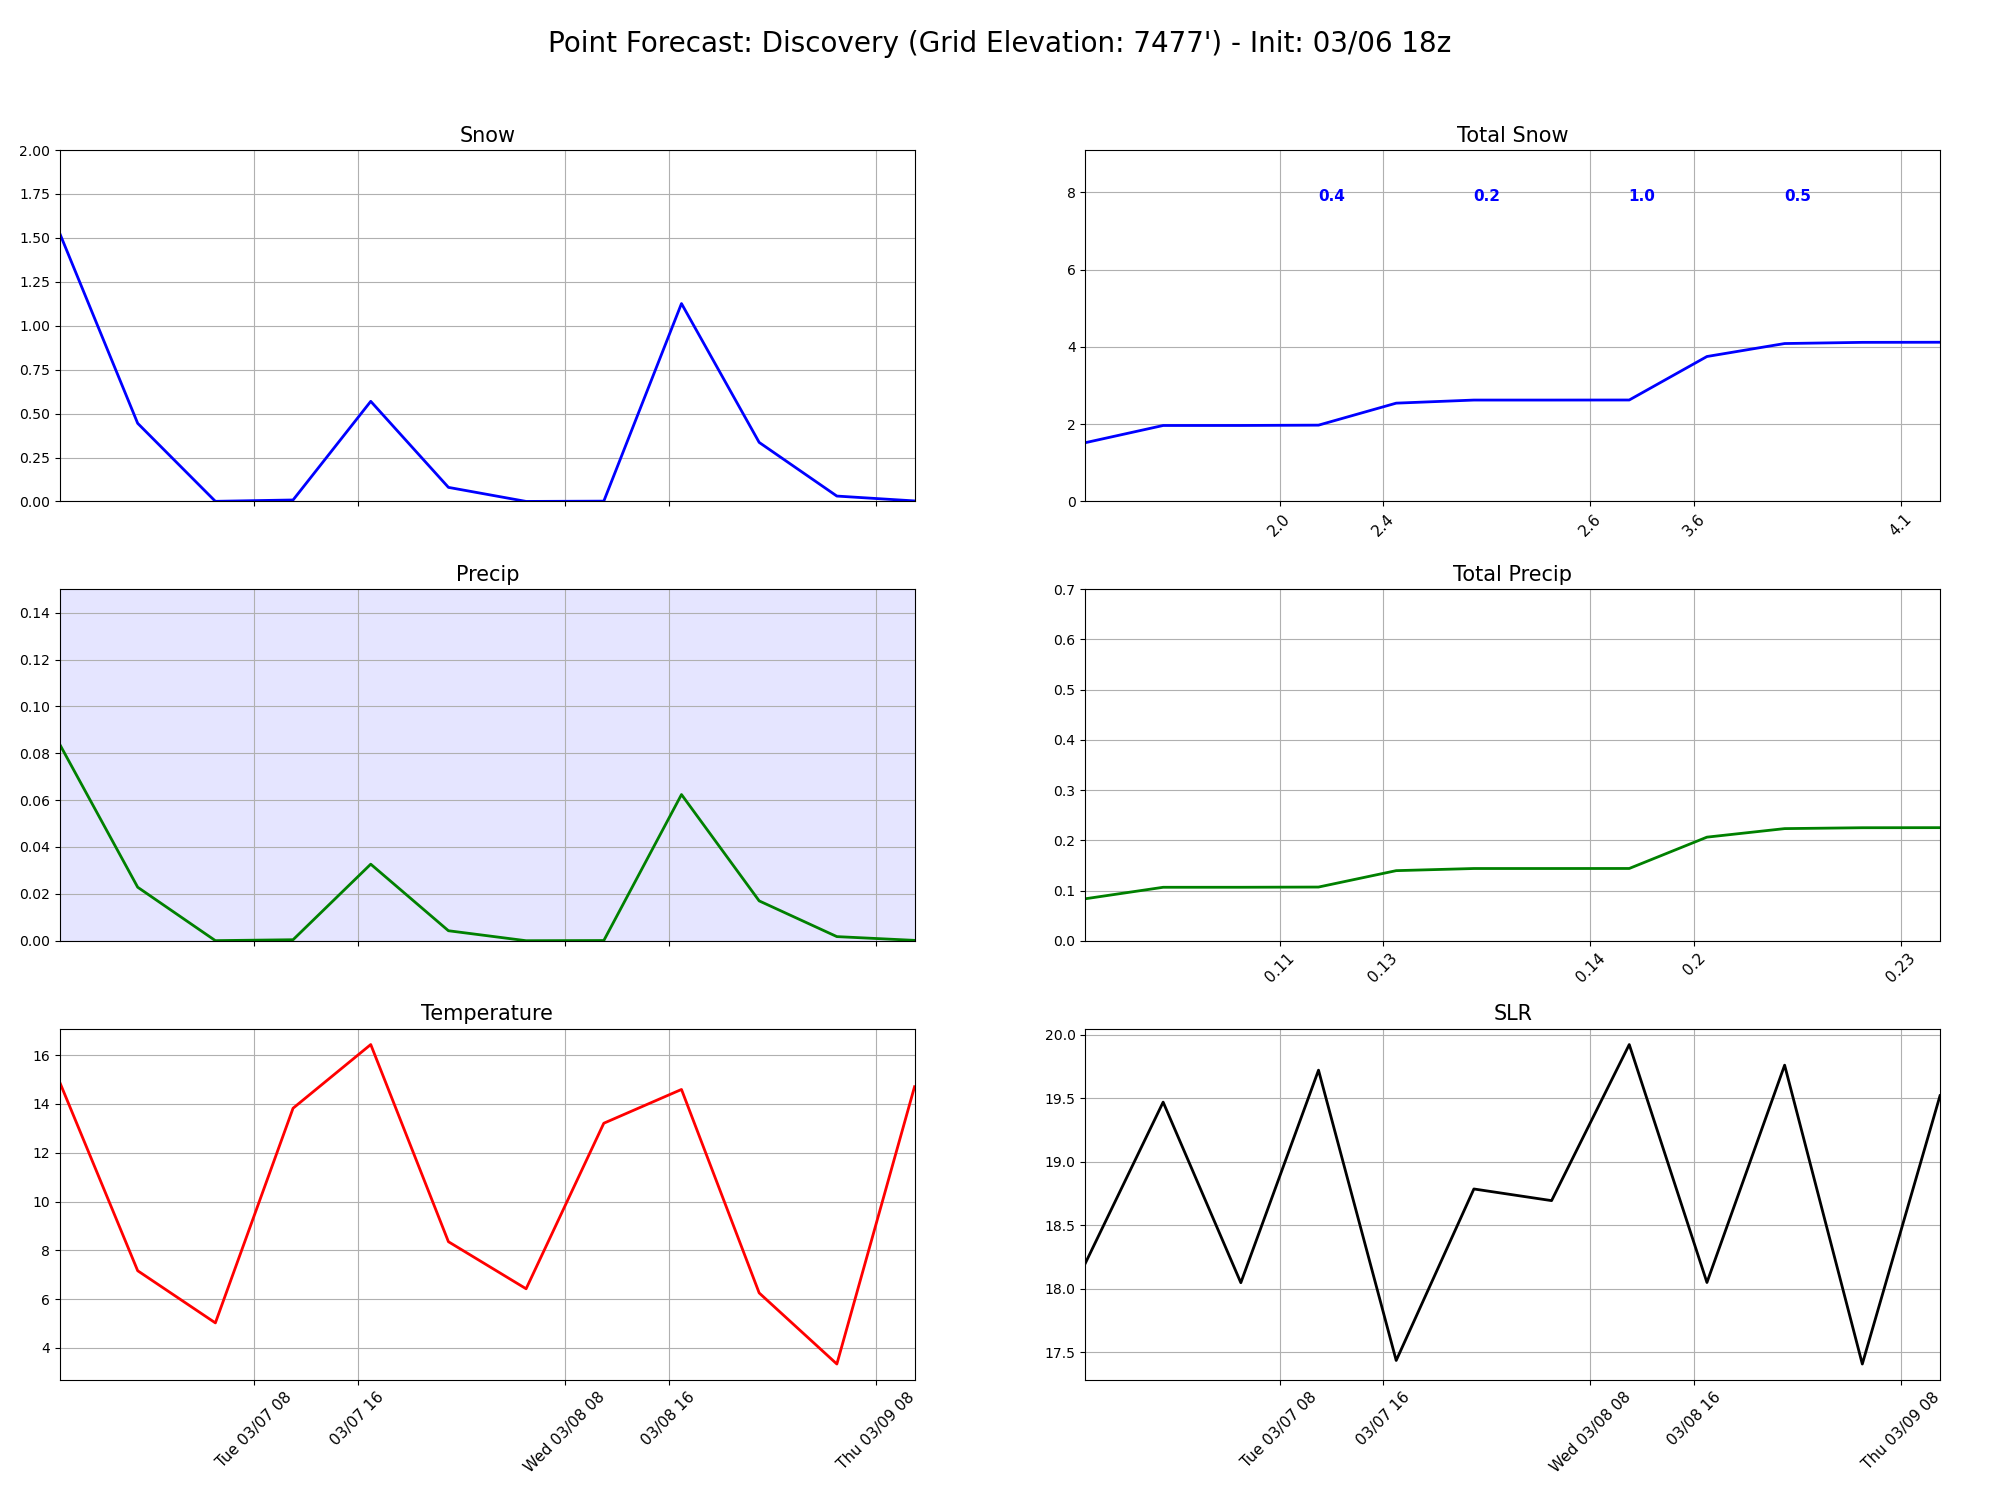 Point Forecast: Discovery (Grid Elevation: 7477') - Init: 03/06 18z
Snow
2.00
1.75
1.50
1.25
1.00
0.75
0.50
0.25
0.00
Total Snow
8
6
4
2
0
0.4 0.2 1.0 0.5
2.0 2.4 2.6 3.6 4.1
Precip
0.14
0.12
0.10
0.08
0.06
0.04
0.02
0.00
Total Precip
0.7
0.6
0.5
0.4
0.3
0.2
0.1
0.0
0.11 0.13 0.14 0.2 0.23
Temperature
16
14
12
10
8
6
4
Tue 03/07 08
03/07 16
Wed 03/08 08
03/08 16
Thu 03/09 08
SLR
20.0
19.5
19.0
18.5
18.0
17.5
Tue 03/07 08
03/07 16
Wed 03/08 08
03/08 16
Thu 03/09 08